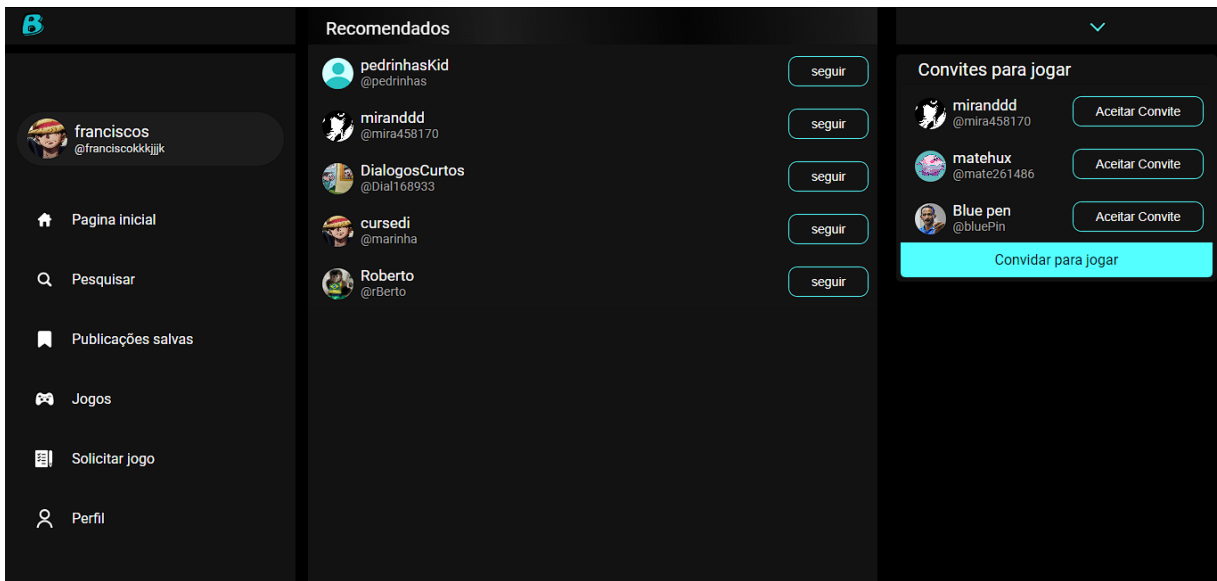 B
franciscos
@franciscokkkjjjk
Pagina inicial
Pesquisar
Publicações salvas
Jogos
Solicitar jogo
Perfil
Recomendados
pedrinhasKid
@pedrinhas
seguir
miranddd
@mira458170
seguir
DialogosCurtos
@Dial168933
seguir
cursedi
@marinha
seguir
Roberto
@rBerto
seguir
Convites para jogar
miranddd
@mira458170
Aceitar Convite
matehux
@mate261486
Aceitar Convite
Blue pen
@bluePin
Aceitar Convite
Convidar para jogar